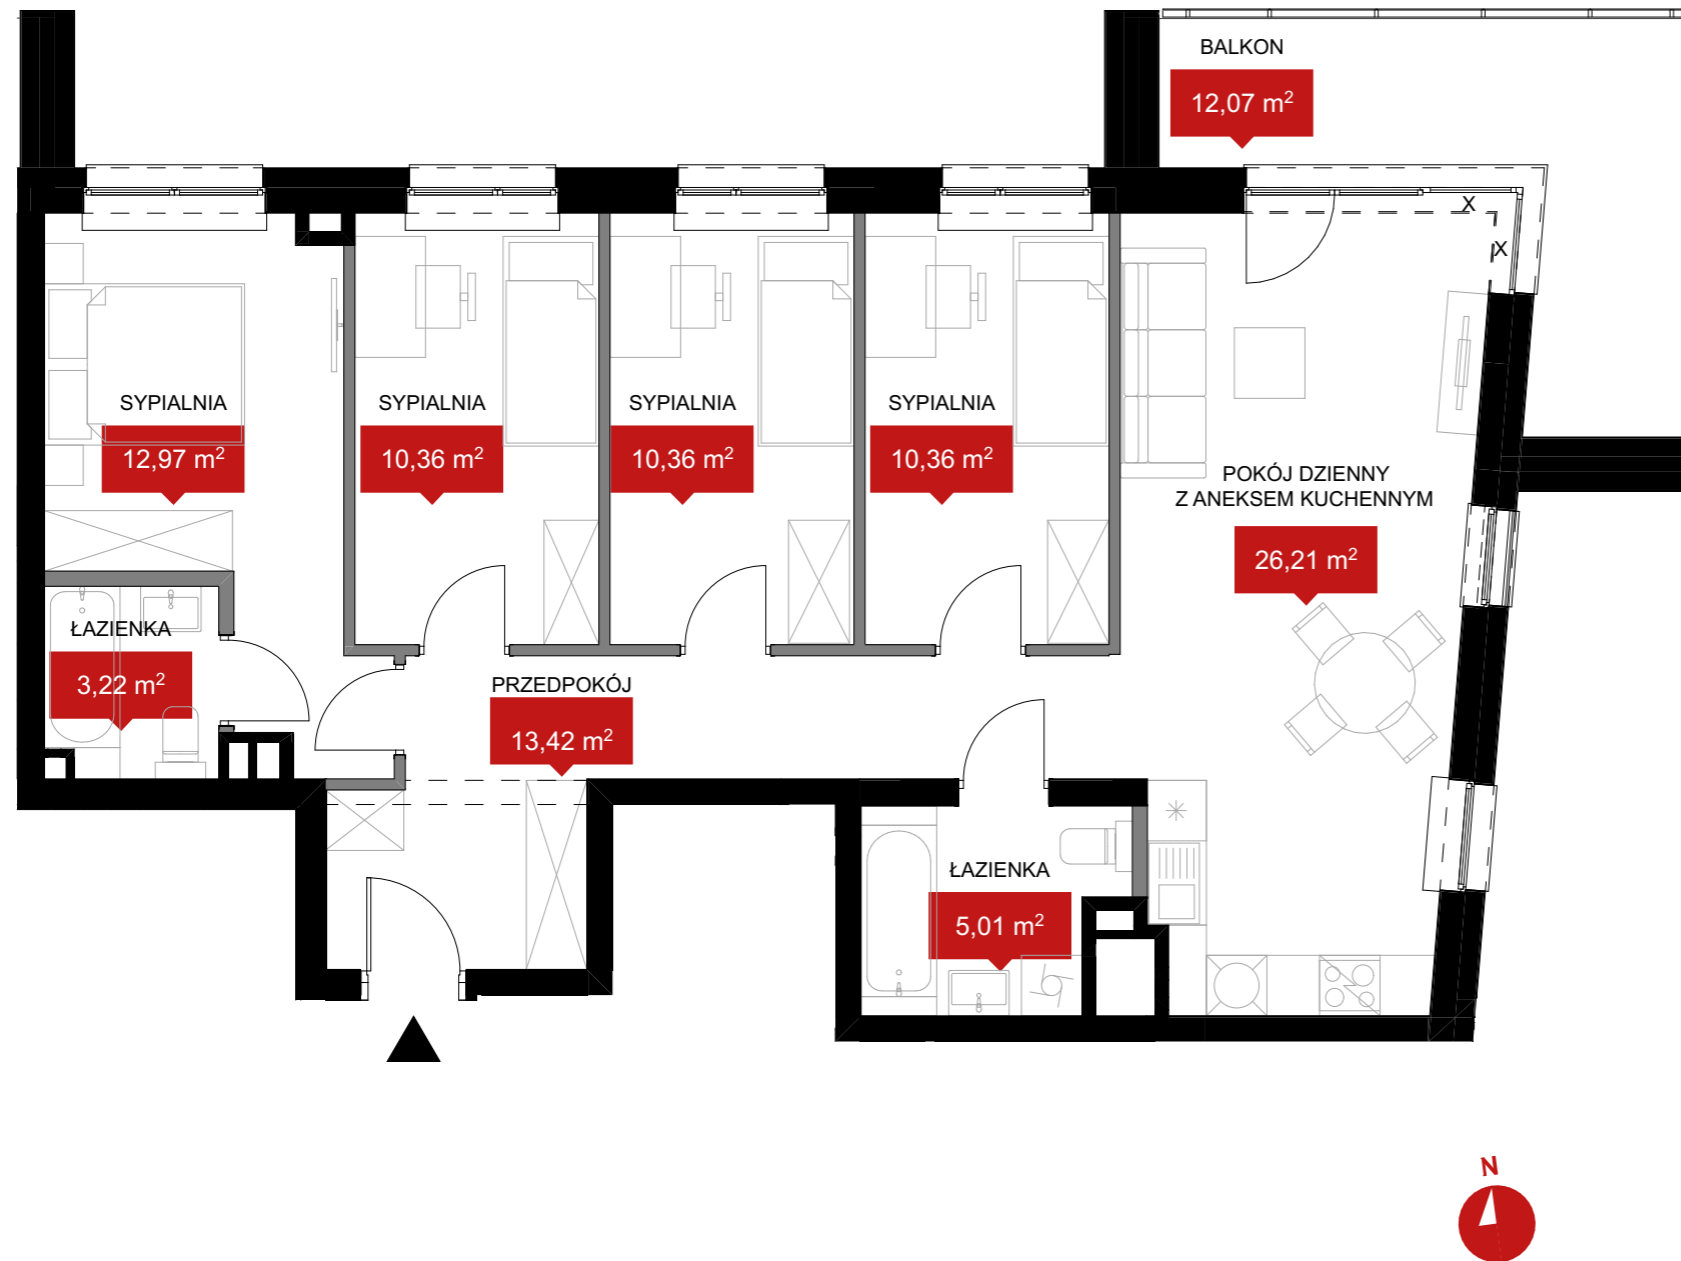 BALKON
12,07 m²
X
X
SYPIALNIA
12,97 m²
SYPIALNIA
10,36 m²
SYPIALNIA
10,36 m²
SYPIALNIA
10,36 m²
POKÓJ DZIENNY
Z ANEKSEM KUCHENNYM
26,21 m²
ŁAZIENKA
3,22 m²
PRZEDPOKÓJ
13,42 m²
ŁAZIENKA
5,01 m²
N